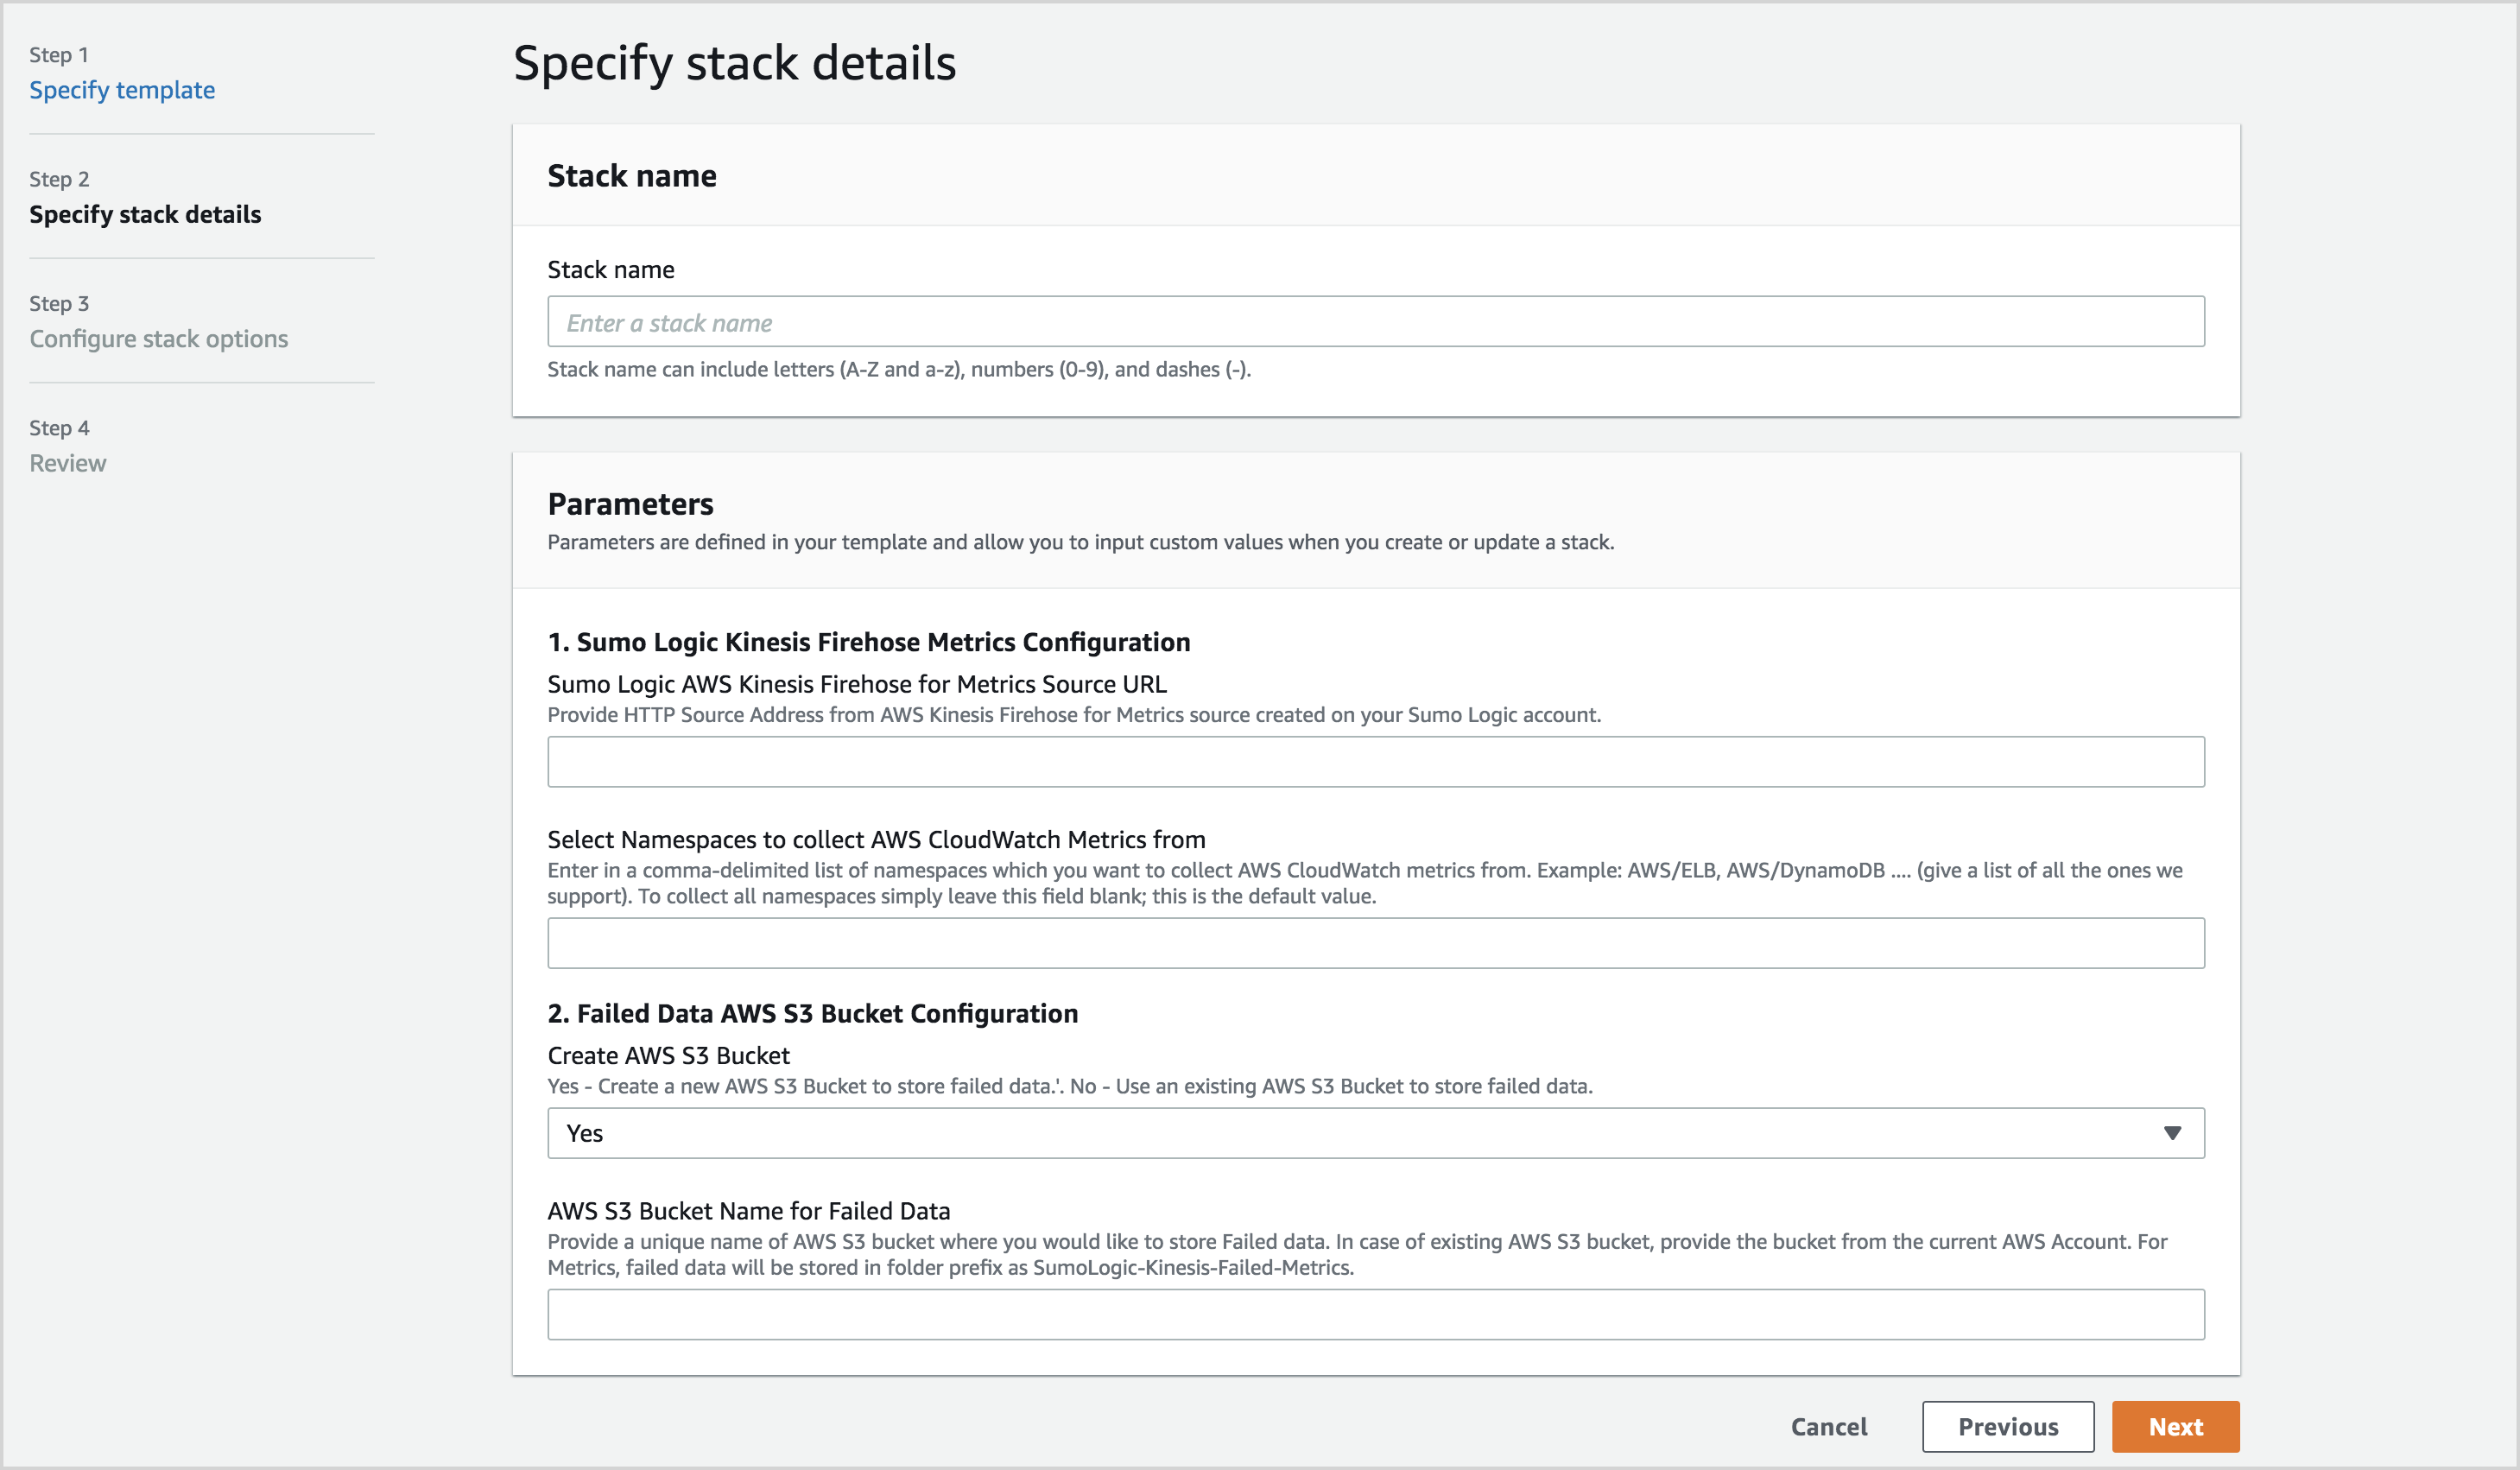 Step 1
Specify template
Step 2
Specify stack details
Step 3
Configure stack options
Step 4
Review
Specify stack details
Stack name
Stack name
Enter a stack name
Stack name can include letters (A-Z and a-z), numbers (0-9), and dashes (-).
Parameters
Parameters are defined in your template and allow you to input custom values when you create or update a stack.
1. Sumo Logic Kinesis Firehose Metrics Configuration
Sumo Logic AWS Kinesis Firehose for Metrics Source URL
Provide HTTP Source Address from AWS Kinesis Firehose for Metrics source created on your Sumo Logic account.
Select Namespaces to collect AWS CloudWatch Metrics from
Enter in a comma-delimited list of namespaces which you want to collect AWS CloudWatch metrics from. Example: AWS/ELB, AWS/DynamoDB .... (give a list of all the ones we
support). To collect all namespaces simply leave this field blank; this is the default value.
2. Failed Data AWS S3 Bucket Configuration
Create AWS S3 Bucket
Yes - Create a new AWS S3 Bucket to store failed data.'. No - Use an existing AWS S3 Bucket to store failed data.
Yes
AWS S3 Bucket Name for Failed Data
Provide a unique name of AWS S3 bucket where you would like to store Failed data. In case of existing AWS S3 bucket, provide the bucket from the current AWS Account. For
Metrics, failed data will be stored in folder prefix as SumoLogic-Kinesis-Failed-Metrics.
Cancel
Previous
Next